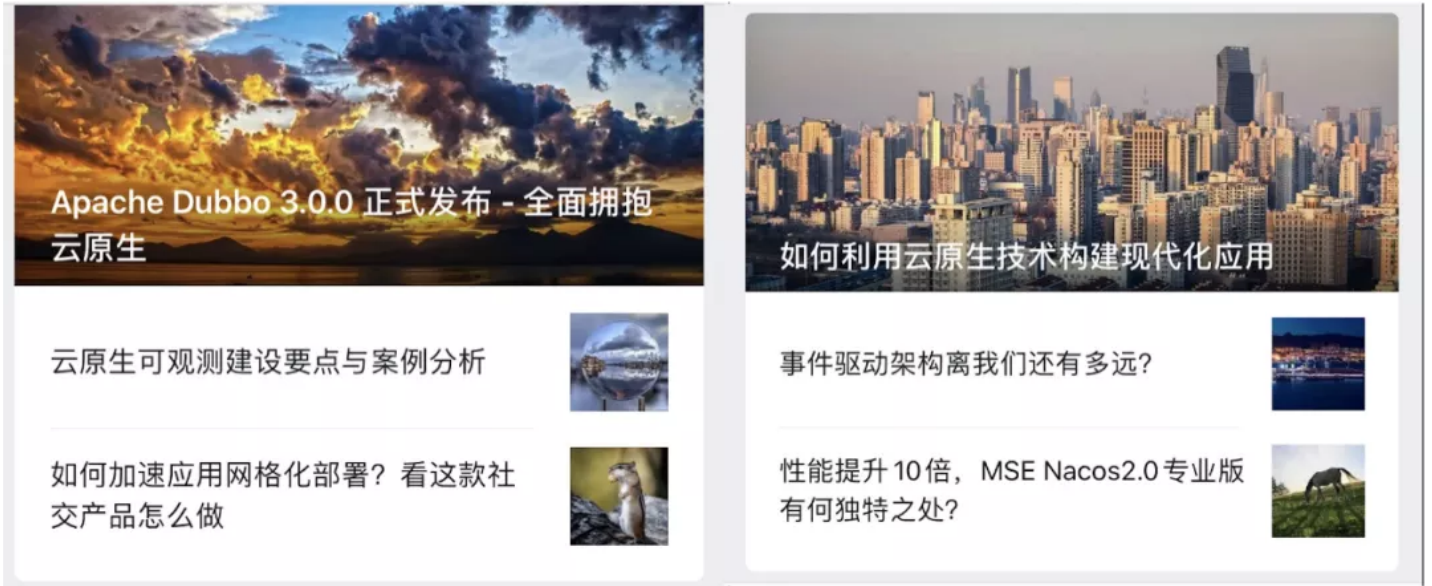 Apache Dubbo 3.0.0 正式发布 - 全面拥抱
云原生
云原生可观测建设要点与案例分析
如何加速应用网格化部署？看这款社
交产品怎么做
如何利用云原生技术构建现代化应用
事件驱动架构离我们还有多远？
性能提升10倍，MSE Nacos2.0专业版
有何独特之处？